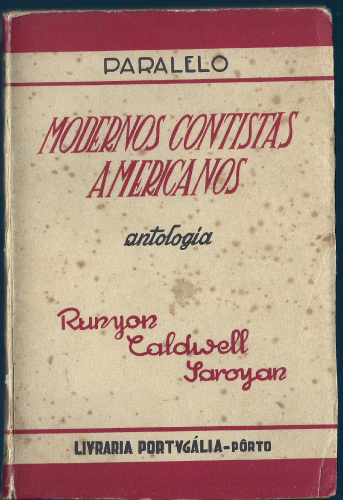 PARALELO
MODERNOS CONTISTAS
AMERICANOS
antologia
Runyon
Caldwell
Saroyan
LIVRARIA PORTVGÁLIA-PÔRTO